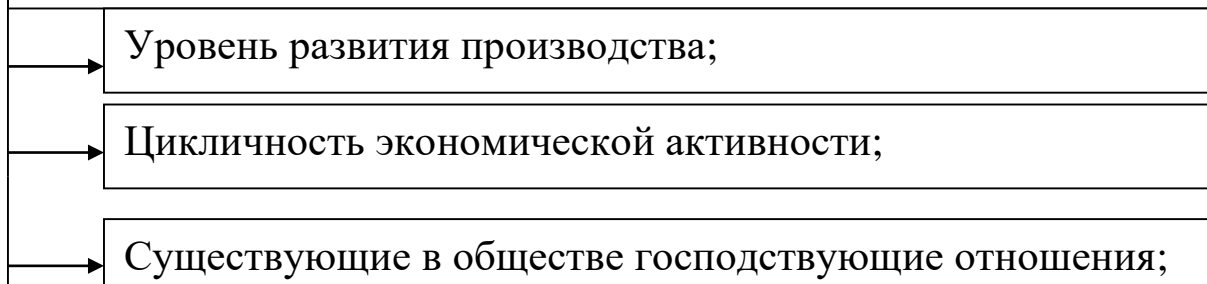 Уровень развития производства;
Цикличность экономической активности;
Существующие в обществе господствующие отношения;